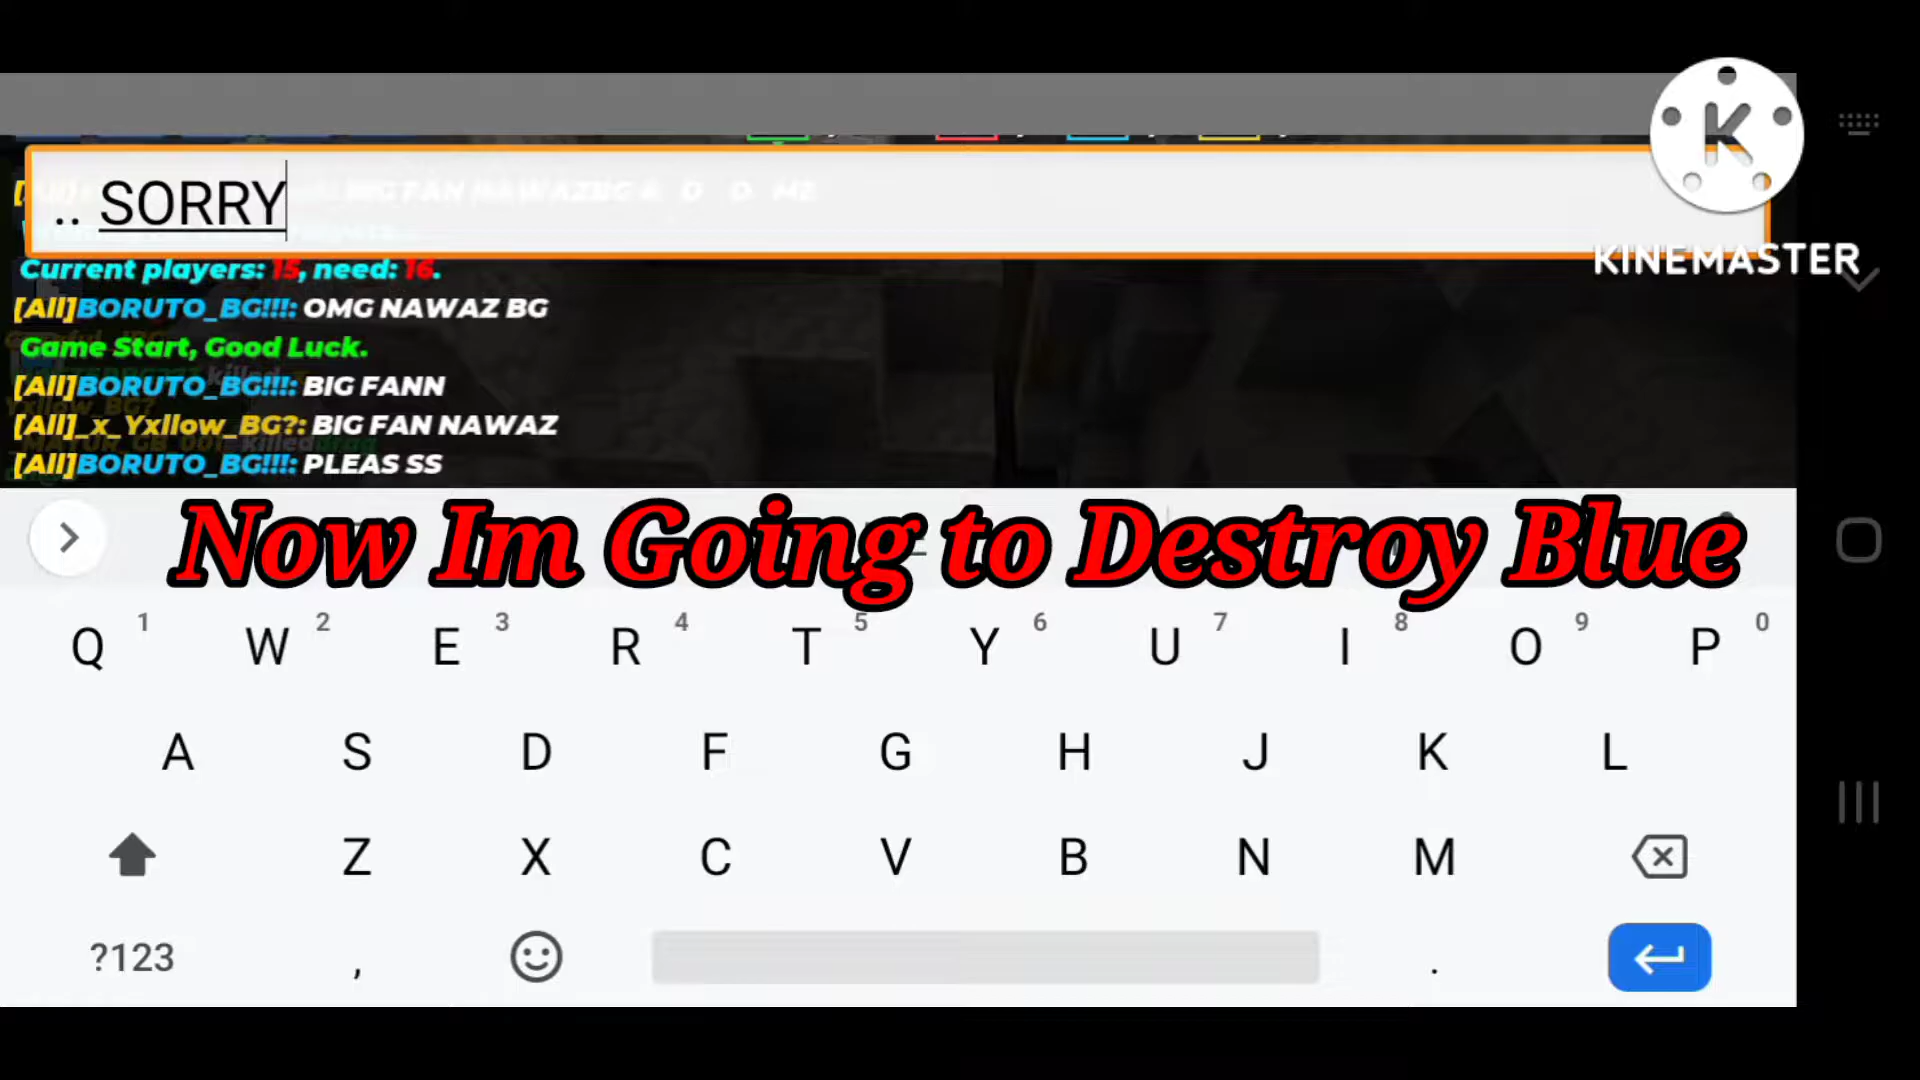 .. SORRY
K
KINEMASTER
Current players: 15, need: 16.
[All]BORUTO_BG!!!: OMG NAWAZ BG
Game Start, Good Luck.
[All]BORUTO_BG!!!: BIG FANN
[All]_x_Yxllow_BG?: BIG FAN NAWAZ
[All]BORUTO_BG!!!: PLEAS SS
Now Im Going to Destroy Blue
Q 1 W 2 E 3 R 4 T 5 Y 6 U 7 I 8 O 9 P 0
A S D F G H J K L
Z X C V B N M
?123 , .